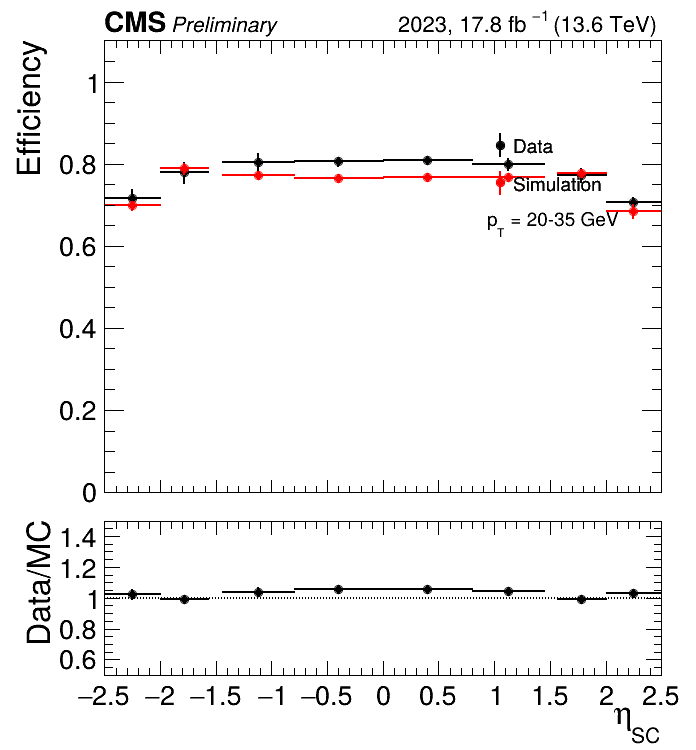 CMS Preliminary 2023, 17.8 fb⁻¹ (13.6 TeV)
Efficiency
1
0.8
0.6
0.4
0.2
0
Data
Simulation
p_T = 20-35 GeV
Data/MC
1.4
1.2
1
0.8
0.6
−2.5 −2 −1.5 −1 −0.5 0 0.5 1 1.5 2 2.5
η_SC